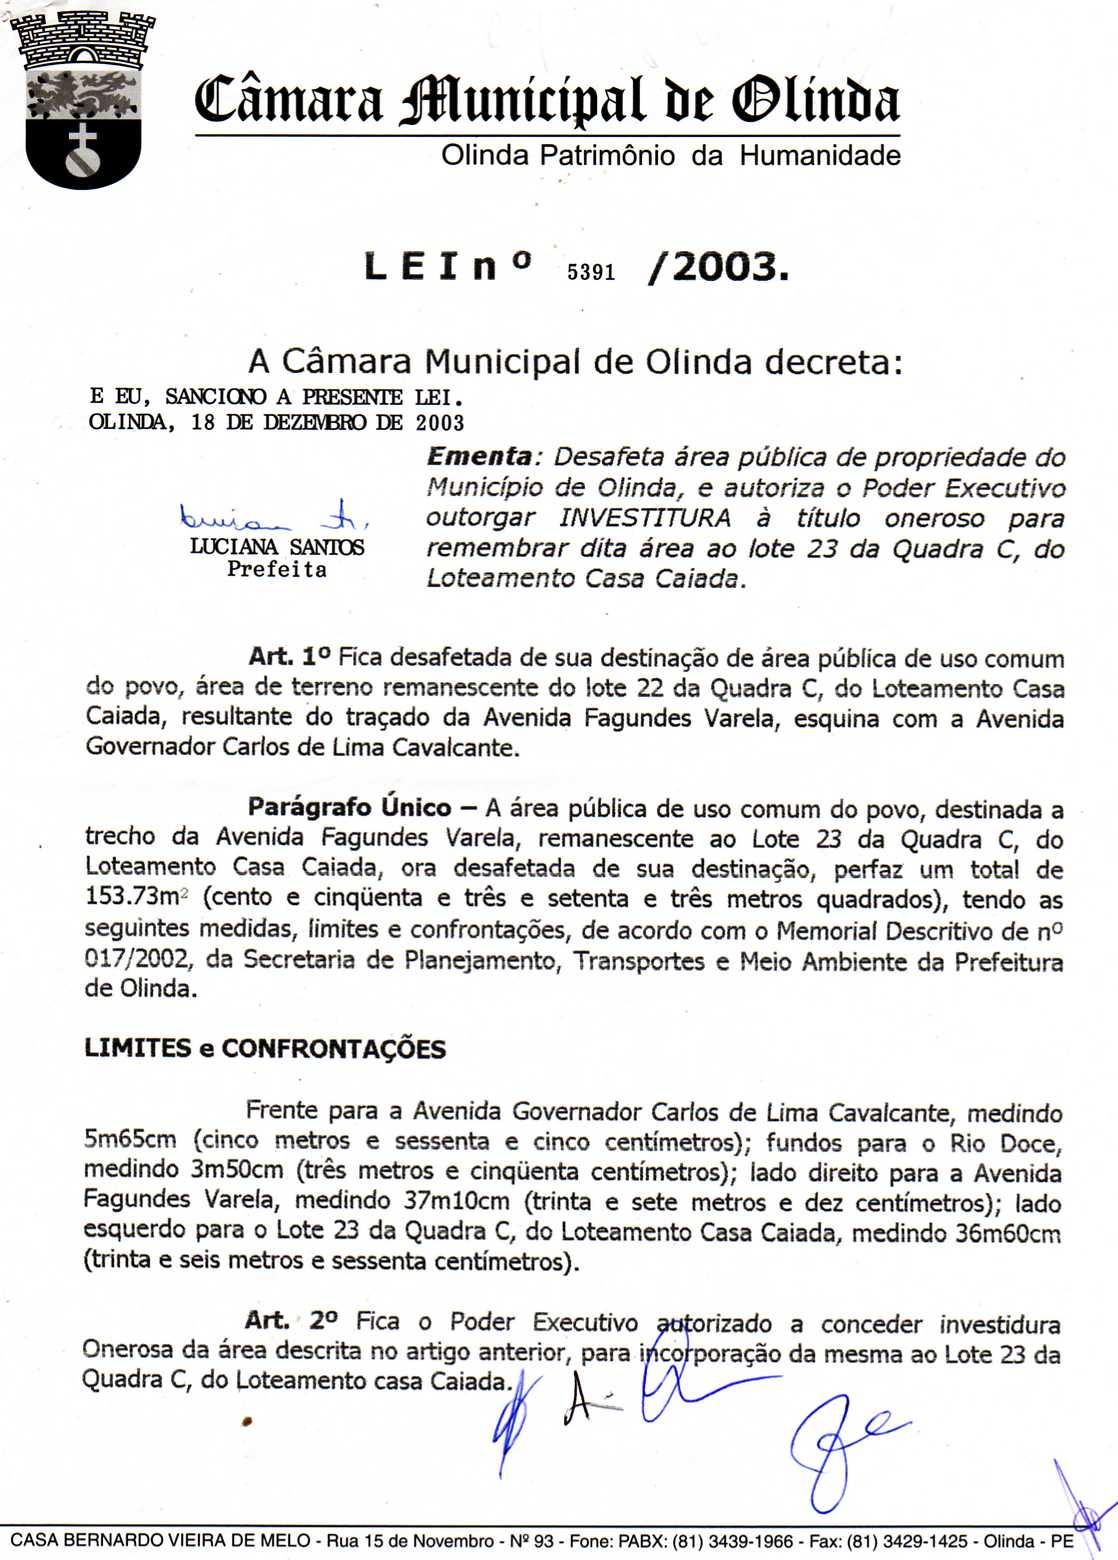 Câmara Municipal de Olinda
Olinda Patrimônio da Humanidade
L E I n º 5391 /2003.
A Câmara Municipal de Olinda decreta:
E EU, SANCIONO A PRESENTE LEI.
OLINDA, 18 DE DEZEMBRO DE 2003
Ementa: Desafeta área pública de propriedade do
Município de Olinda, e autoriza o Poder Executivo
outorgar INVESTITURA à título oneroso para
remembrar dita área ao lote 23 da Quadra C, do
Loteamento Casa Caiada.
LUCIANA SANTOS
Prefeita
Art. 1º Fica desafetada de sua destinação de área pública de uso comum
do povo, área de terreno remanescente do lote 22 da Quadra C, do Loteamento Casa
Caiada, resultante do traçado da Avenida Fagundes Varela, esquina com a Avenida
Governador Carlos de Lima Cavalcante.
Parágrafo Único – A área pública de uso comum do povo, destinada a
trecho da Avenida Fagundes Varela, remanescente ao Lote 23 da Quadra C, do
Loteamento Casa Caiada, ora desafetada de sua destinação, perfaz um total de
153.73m² (cento e cinqüenta e três e setenta e três metros quadrados), tendo as
seguintes medidas, limites e confrontações, de acordo com o Memorial Descritivo de nº
017/2002, da Secretaria de Planejamento, Transportes e Meio Ambiente da Prefeitura
de Olinda.
LIMITES e CONFRONTAÇÕES
Frente para a Avenida Governador Carlos de Lima Cavalcante, medindo
5m65cm (cinco metros e sessenta e cinco centímetros); fundos para o Rio Doce,
medindo 3m50cm (três metros e cinqüenta centímetros); lado direito para a Avenida
Fagundes Varela, medindo 37m10cm (trinta e sete metros e dez centímetros); lado
esquerdo para o Lote 23 da Quadra C, do Loteamento Casa Caiada, medindo 36m60cm
(trinta e seis metros e sessenta centímetros).
Art. 2º Fica o Poder Executivo autorizado a conceder investidura
Onerosa da área descrita no artigo anterior, para incorporação da mesma ao Lote 23 da
Quadra C, do Loteamento casa Caiada.
CASA BERNARDO VIEIRA DE MELO - Rua 15 de Novembro - Nº 93 - Fone: PABX: (81) 3439-1966 - Fax: (81) 3429-1425 - Olinda - PE